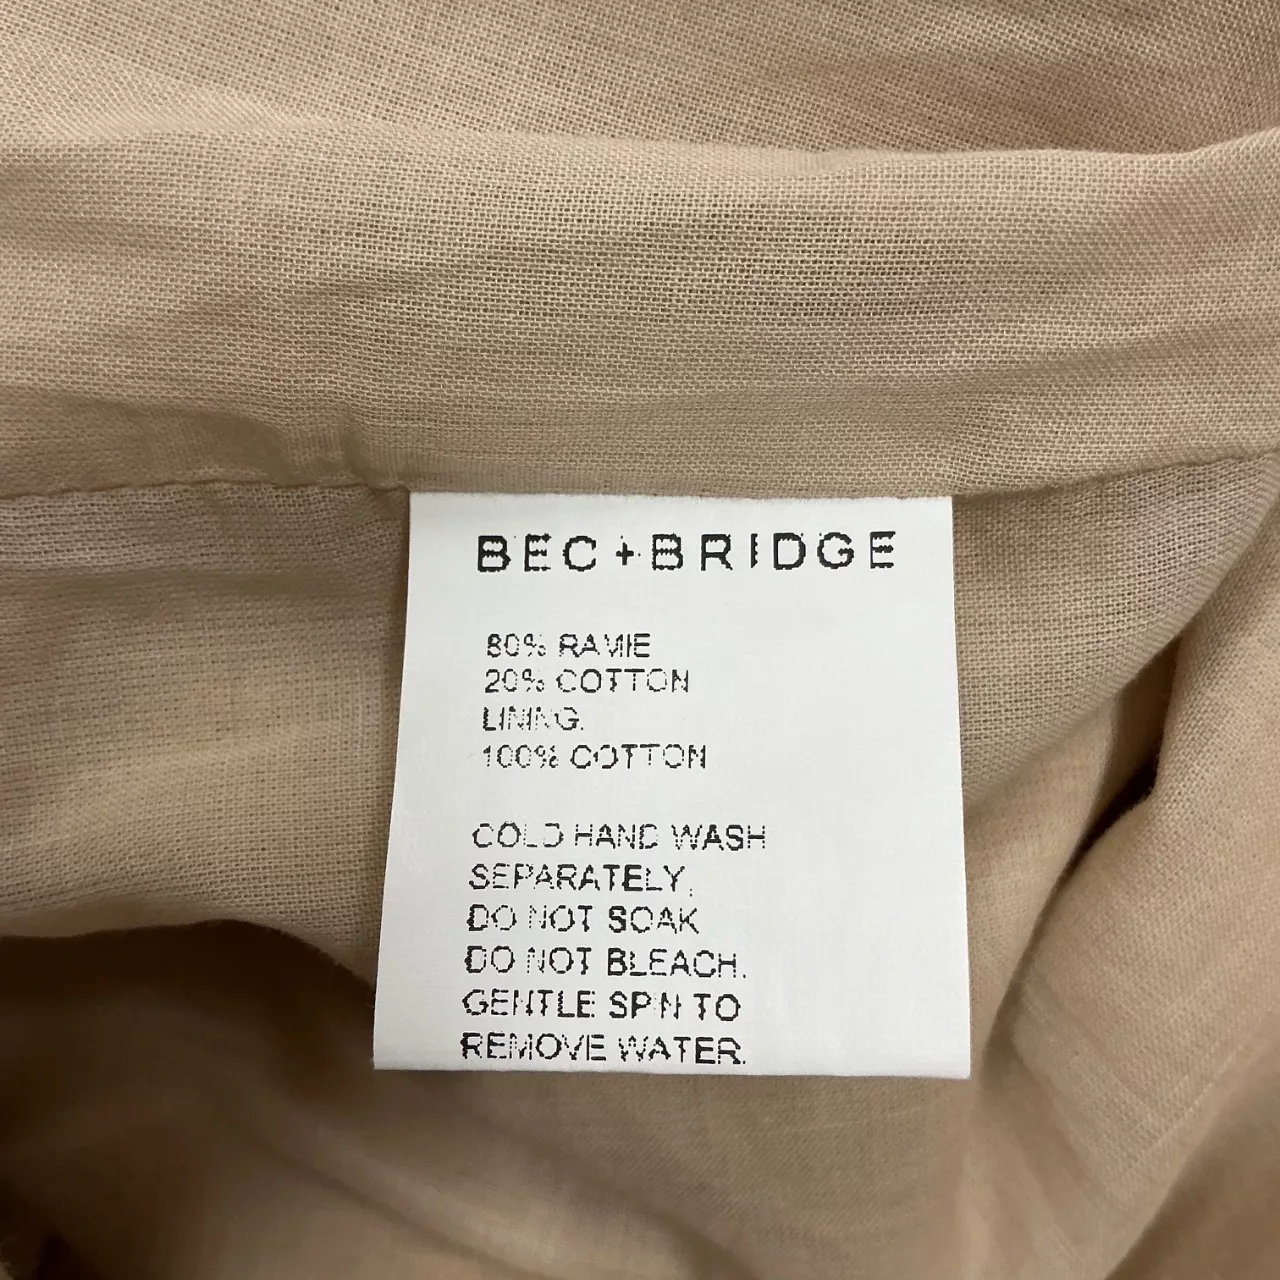 BEC+BRIDGE
80% RAMIE
20% COTTON
LINING.
100% COTTON
COLD HAND WASH
SEPARATELY.
DO NOT SOAK
DO NOT BLEACH.
GENTLE SPIN TO
REMOVE WATER.